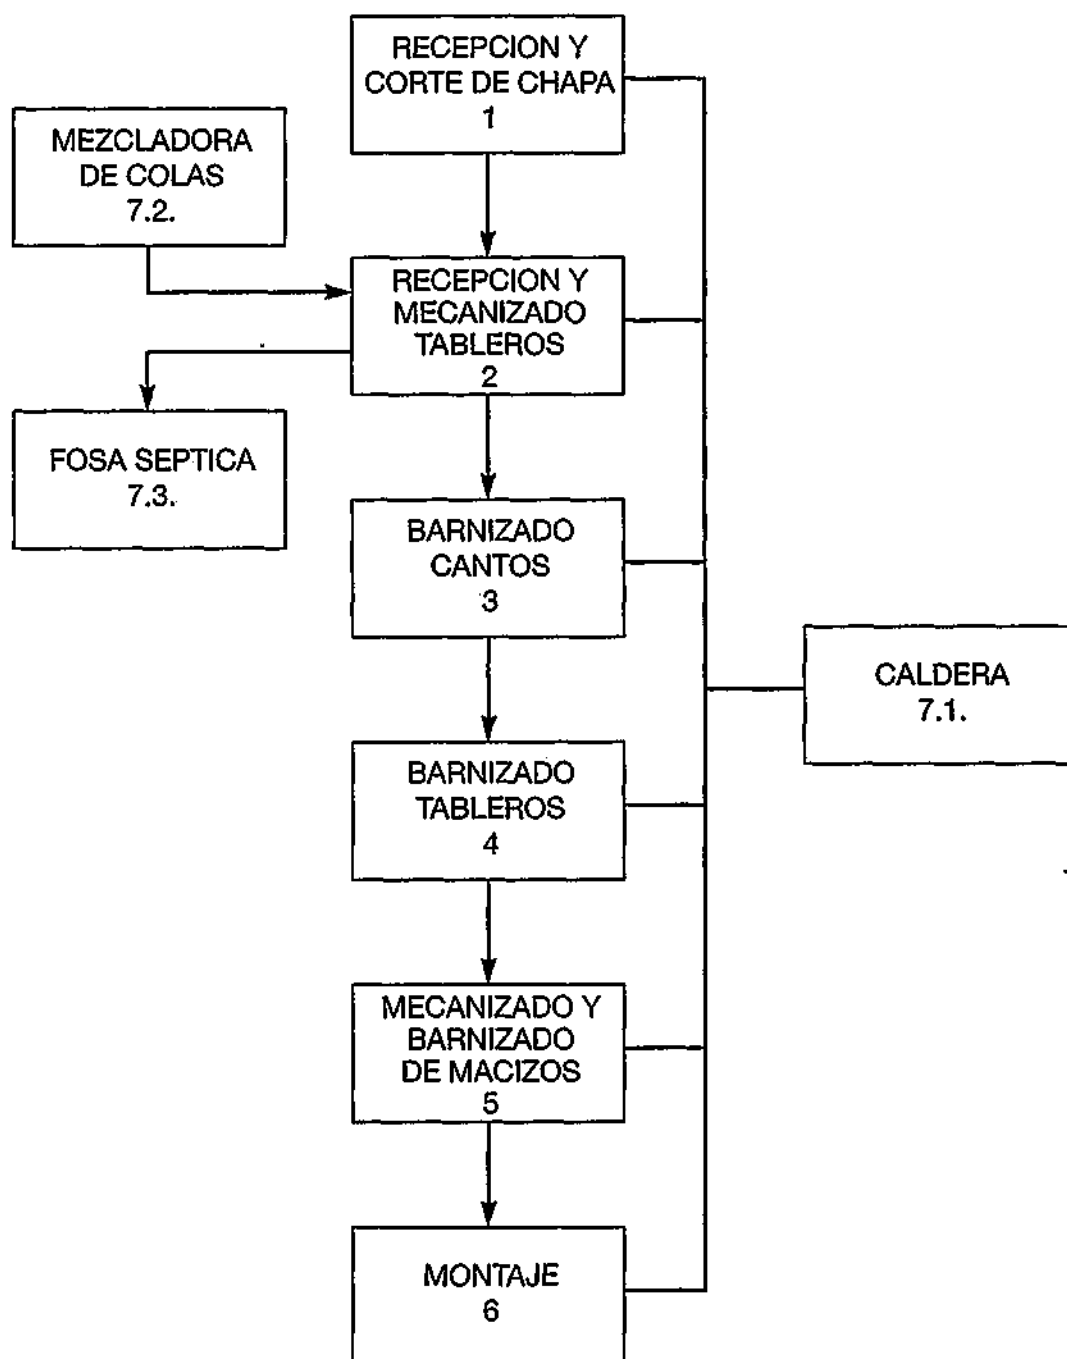 RECEPCION Y
CORTE DE CHAPA
1
MEZCLADORA
DE COLAS
7.2.
RECEPCION Y
MECANIZADO
TABLEROS
2
FOSA SEPTICA
7.3.
BARNIZADO
CANTOS
3
CALDERA
7.1.
BARNIZADO
TABLEROS
4
MECANIZADO Y
BARNIZADO
DE MACIZOS
5
MONTAJE
6